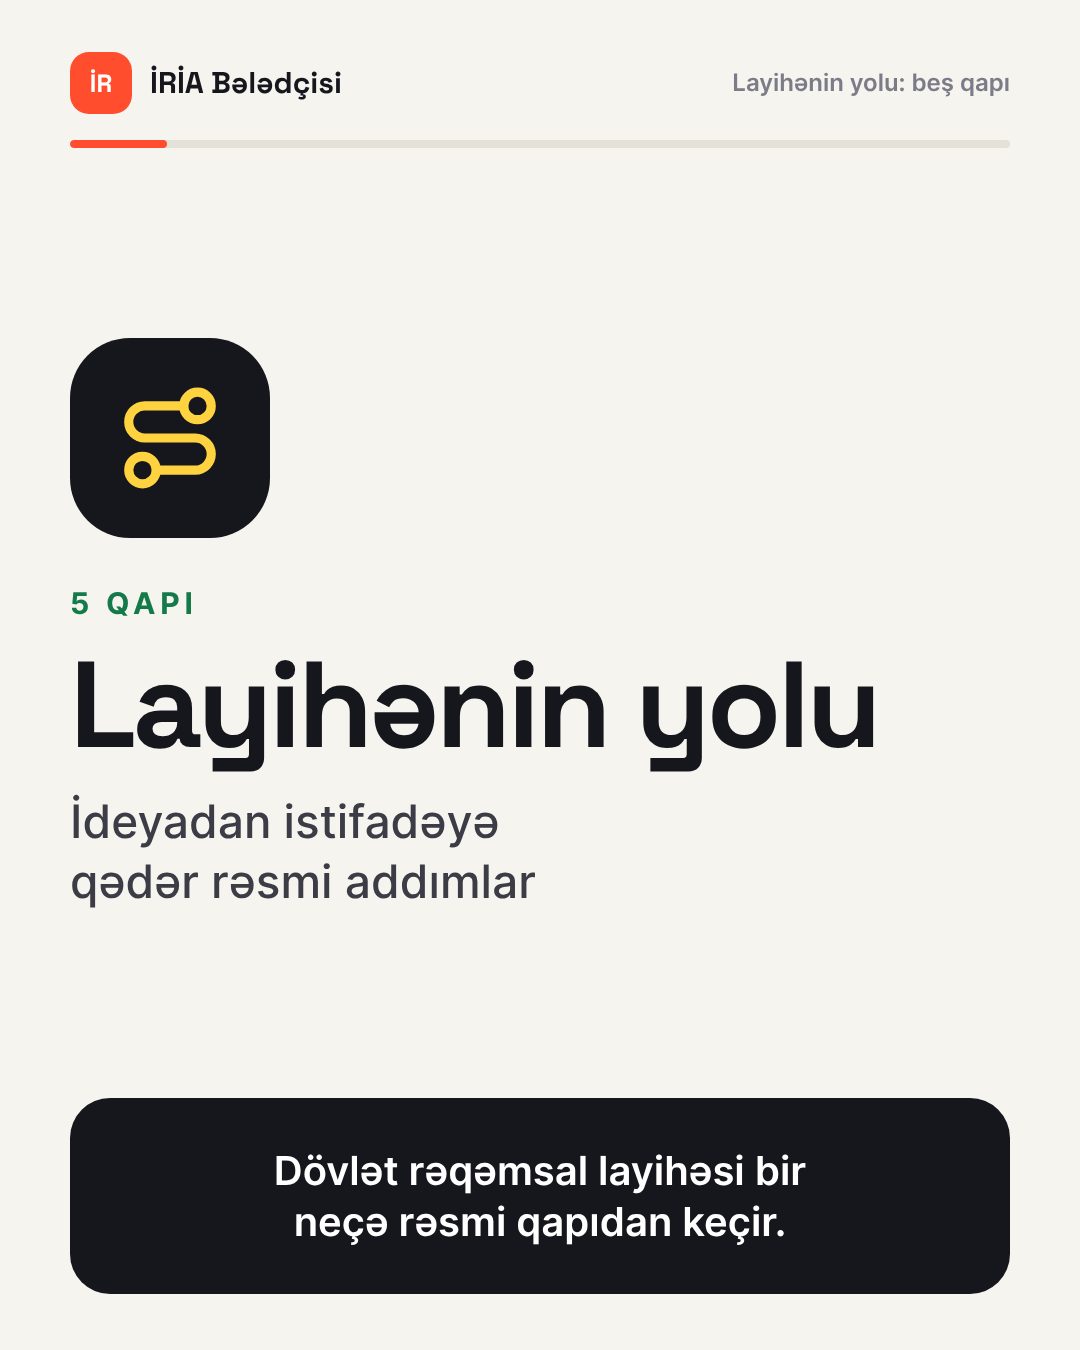 İR
İRİA Bələdçisi
Layihənin yolu: beş qapı
5 QAPI
Layihənin yolu
İdeyadan istifadəyə
qədər rəsmi addımlar
Dövlət rəqəmsal layihəsi bir
neçə rəsmi qapıdan keçir.